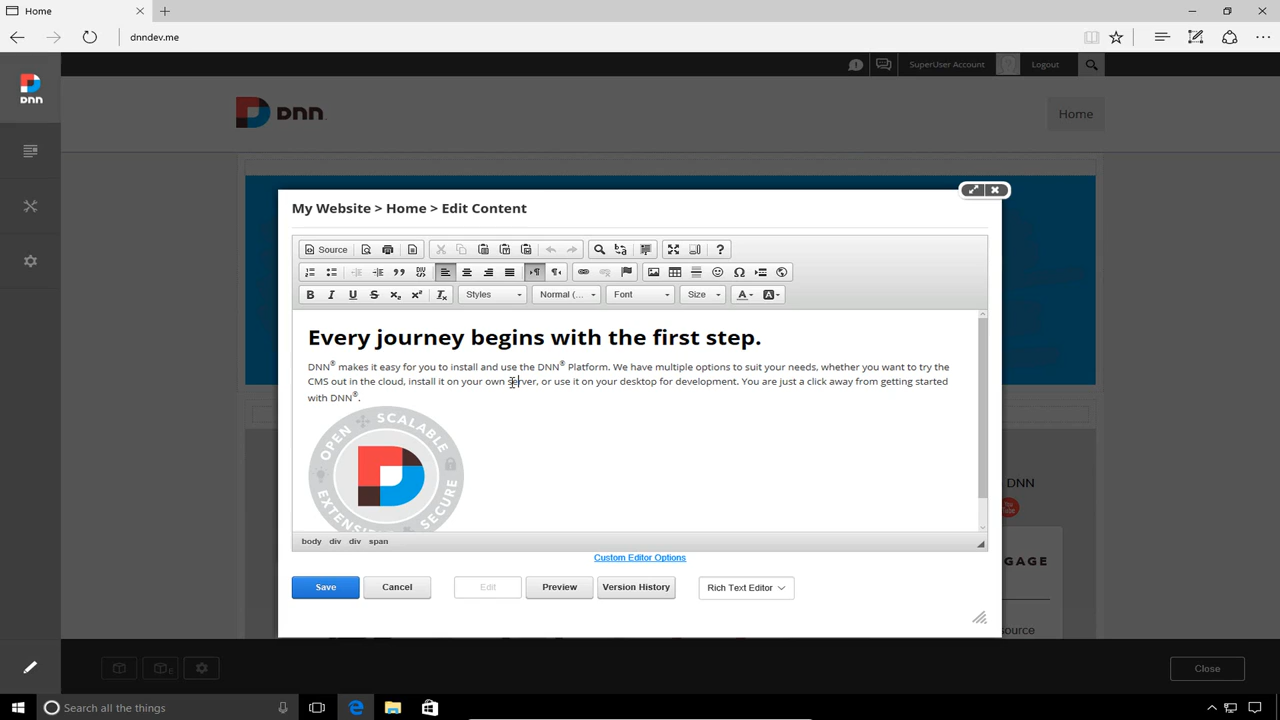 Home
dnndev.me
DNN
SuperUser Account
Logout
DNN
Home
My Website > Home > Edit Content
Source
Styles
Normal (...
Font
Size
Every journey begins with the first step.
DNN® makes it easy for you to install and use the DNN® Platform. We have multiple options to suit your needs, whether you want to try the
CMS out in the cloud, install it on your own server, or use it on your desktop for development. You are just a click away from getting started
with DNN®.
OPEN SCALABLE
SECURE
body div div span
Custom Editor Options
Save
Cancel
Edit
Preview
Version History
Rich Text Editor
DNN
YouTube
Close
Search all the things